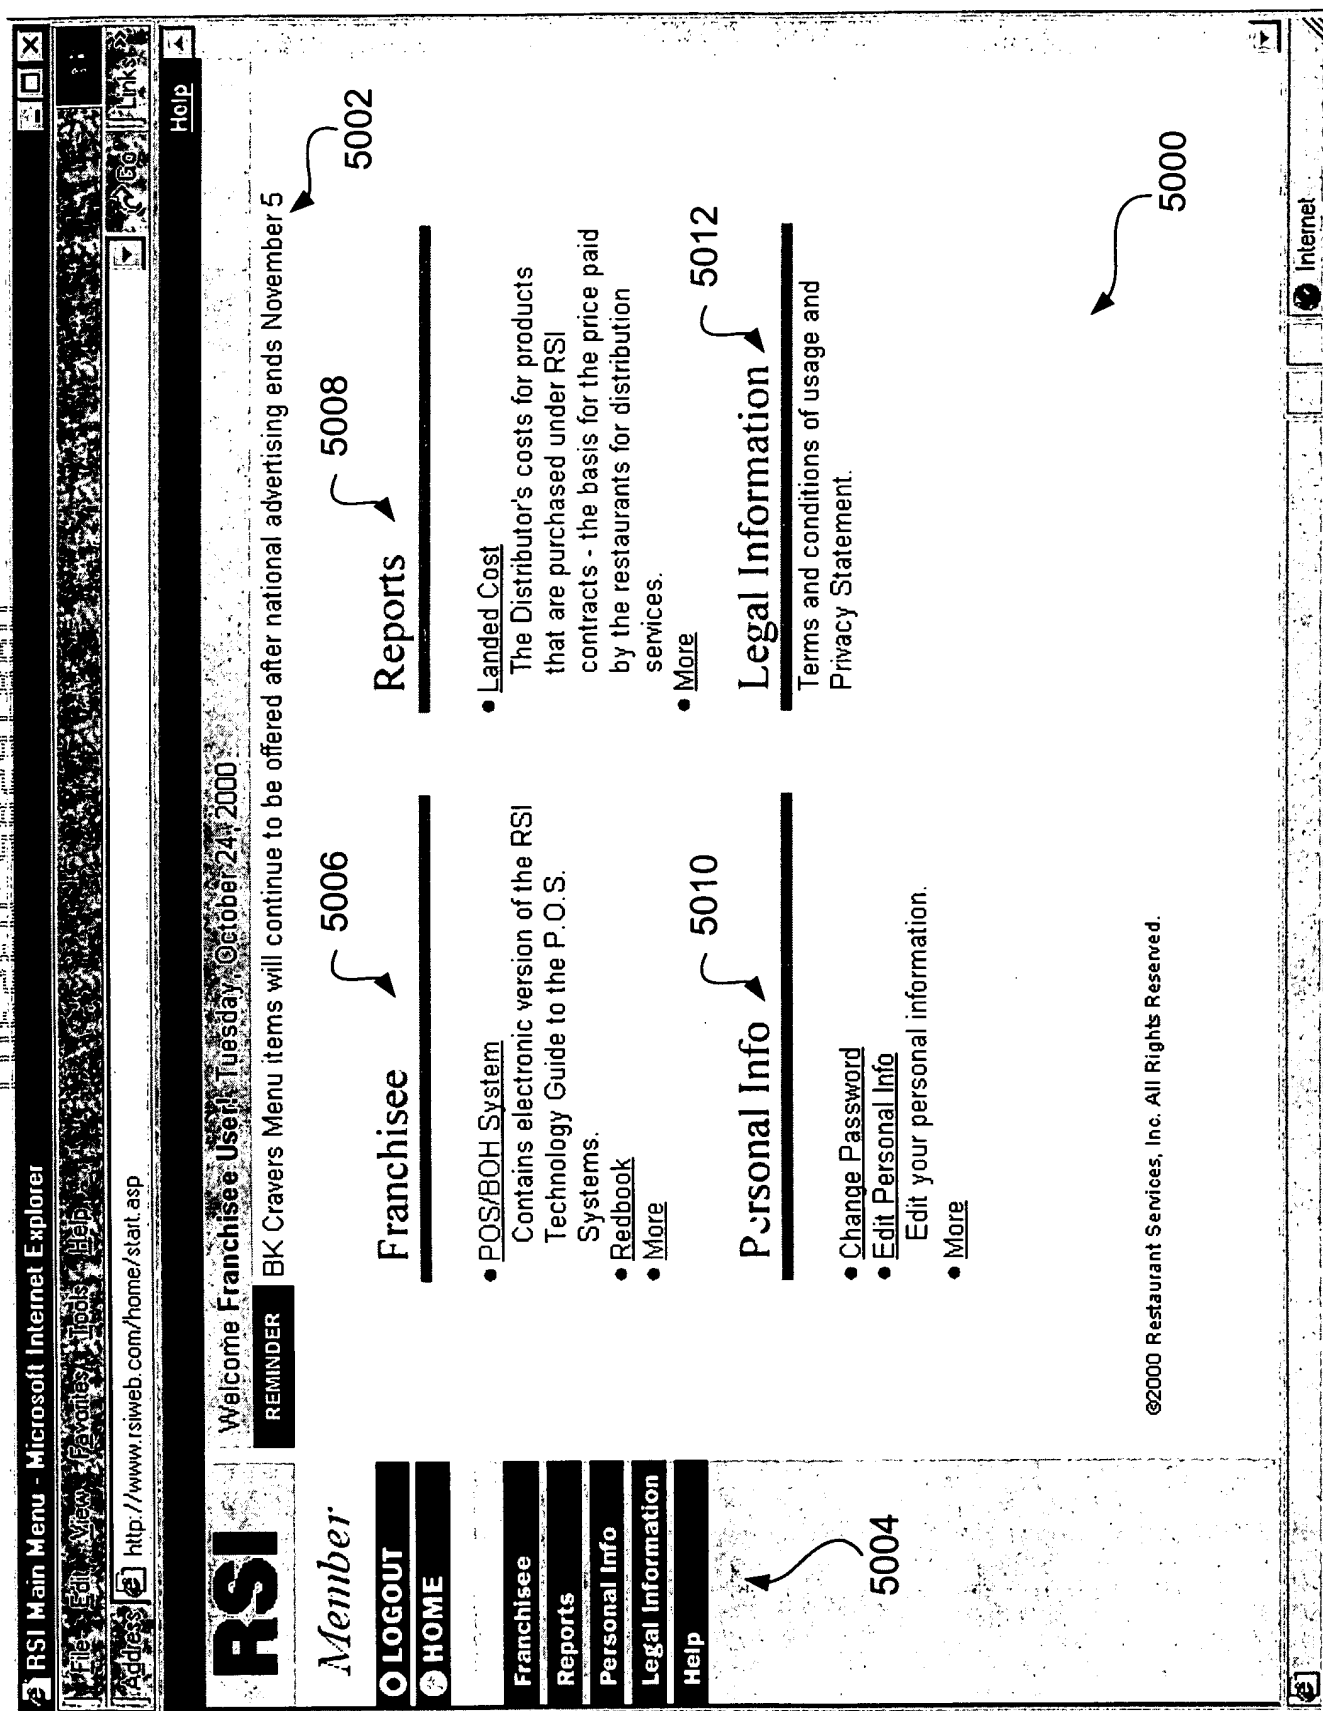 RSI Main Menu - Microsoft Internet Explorer
File Edit View Favorites Tools Help
Address http://www.rsiweb.com/home/start.asp Go Links »
Help
RSI
Welcome Franchisee User! Tuesday, October 24, 2000
REMINDER BK Cravers Menu items will continue to be offered after national advertising ends November 5
5002
Member
LOGOUT
HOME
Franchisee
Reports
Personal Info
Legal Information
Help
5004
Franchisee
5006
• POS/BOH System
Contains electronic version of the RSI
Technology Guide to the P.O.S.
Systems.
• Redbook
• More
Reports
5008
• Landed Cost
The Distributor's costs for products
that are purchased under RSI
contracts - the basis for the price paid
by the restaurants for distribution
services.
• More
Personal Info
5010
• Change Password
• Edit Personal Info
Edit your personal information.
• More
Legal Information
5012
Terms and conditions of usage and
Privacy Statement.
5000
©2000 Restaurant Services, Inc. All Rights Reserved.
Internet